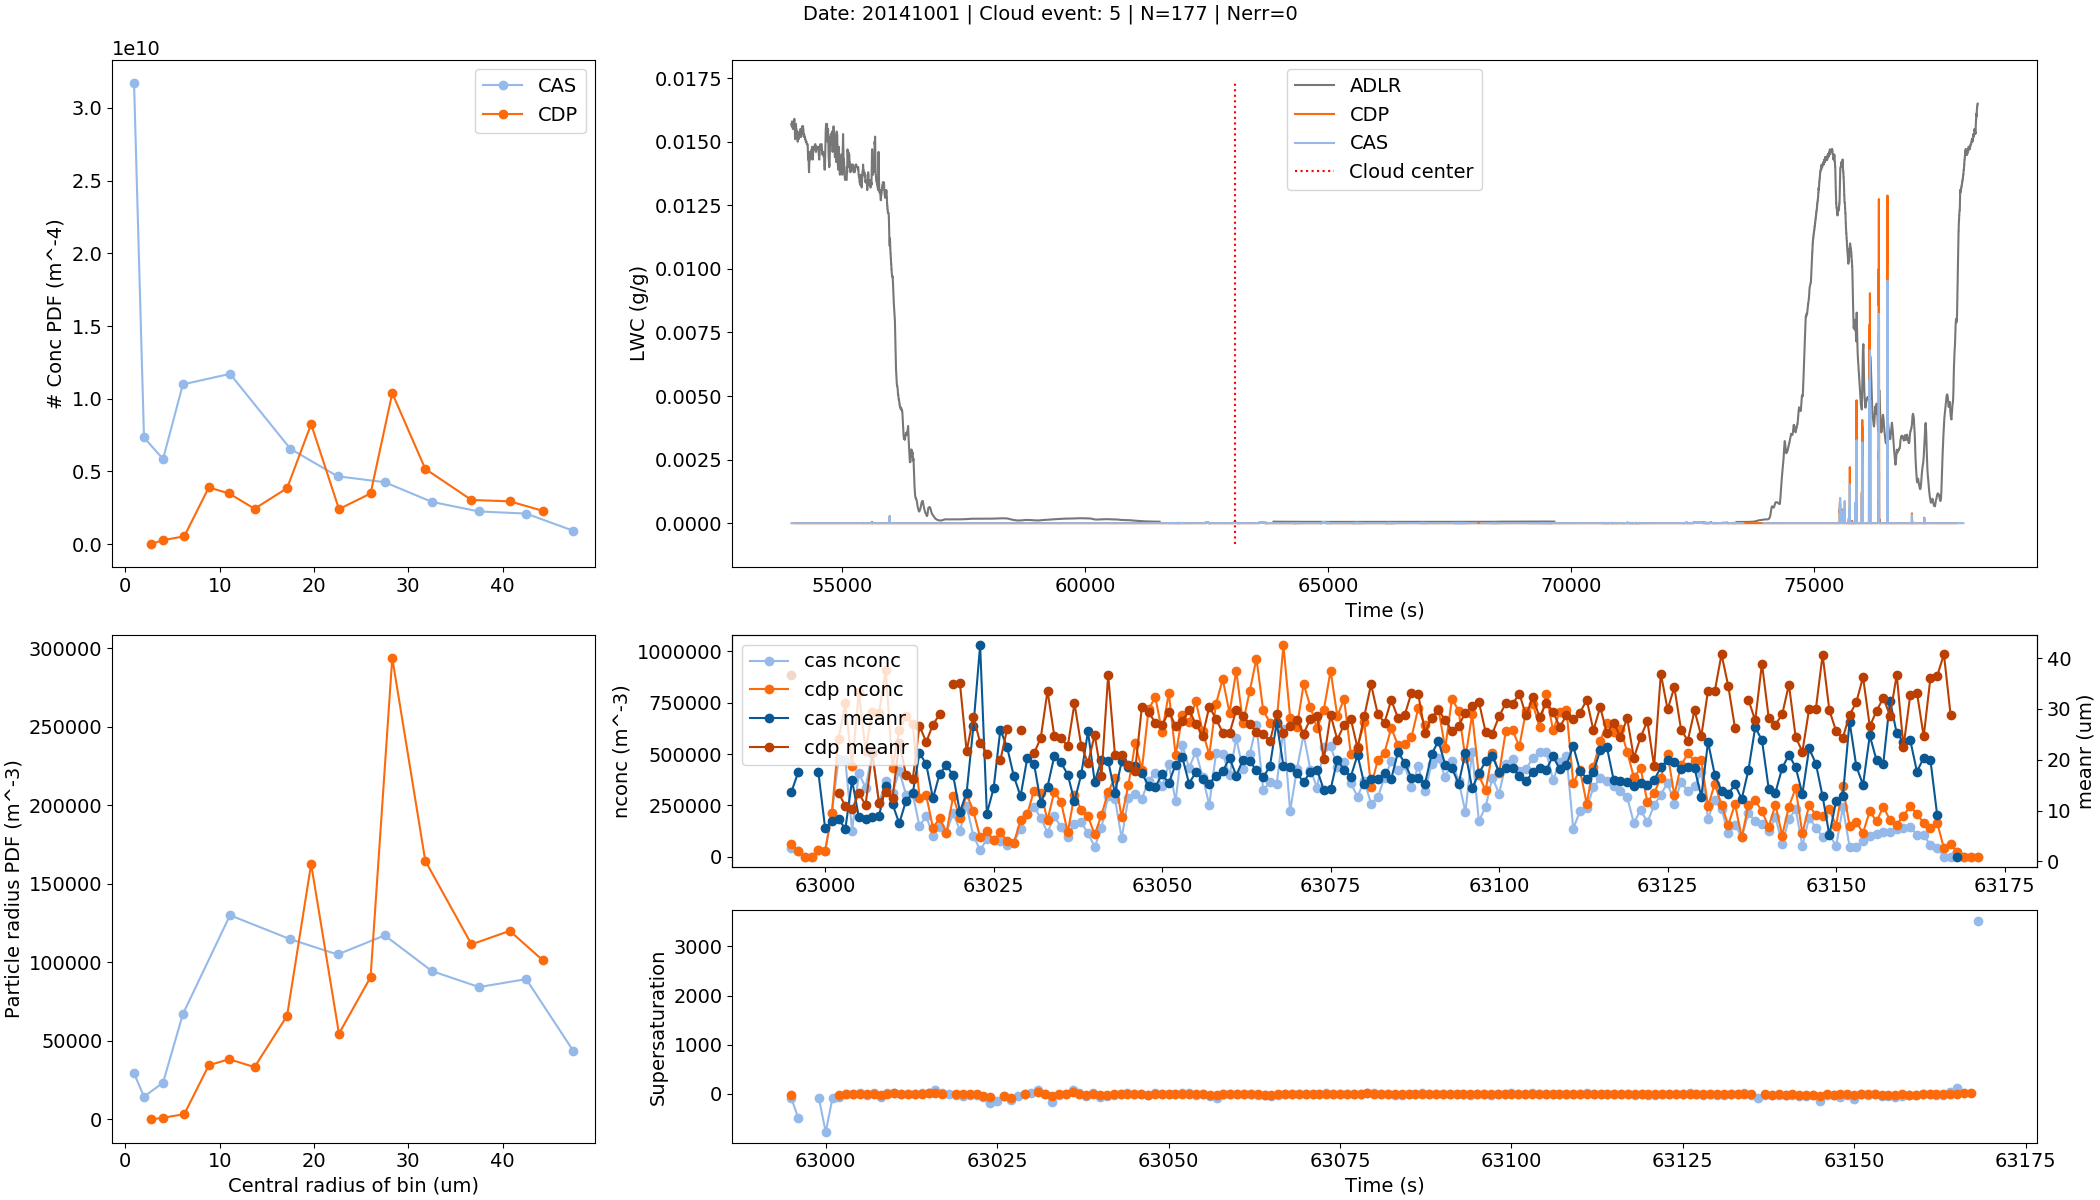 Date: 20141001 | Cloud event: 5 | N=177 | Nerr=0
1e10
# Conc PDF (m^-4)
3.0
2.5
2.0
1.5
1.0
0.5
0.0
CAS
CDP
0 10 20 30 40
LWC (g/g)
0.0175
0.0150
0.0125
0.0100
0.0075
0.0050
0.0025
0.0000
ADLR
CDP
CAS
Cloud center
55000 60000 65000 70000 75000
Time (s)
Particle radius PDF (m^-3)
300000
250000
200000
150000
100000
50000
0
0 10 20 30 40
Central radius of bin (um)
nconc (m^-3)
1000000
750000
500000
250000
0
cas nconc
cdp nconc
cas meanr
cdp meanr
40
30
20
10
0
meanr (um)
63000 63025 63050 63075 63100 63125 63150 63175
Supersaturation
3000
2000
1000
0
63000 63025 63050 63075 63100 63125 63150 63175
Time (s)